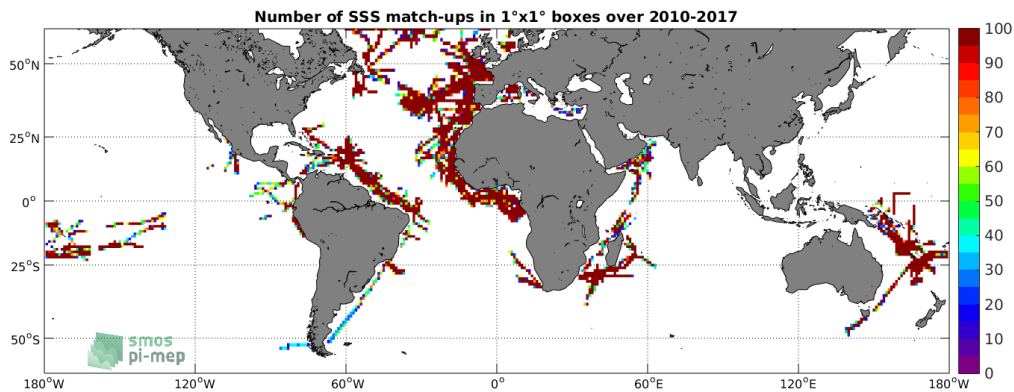 Number of SSS match-ups in 1°x1° boxes over 2010-2017
50°N
25°N
0°
25°S
50°S
180°W
120°W
60°W
0°
60°E
120°E
180°E
100
90
80
70
60
50
40
30
20
10
0
smos
pi-mep